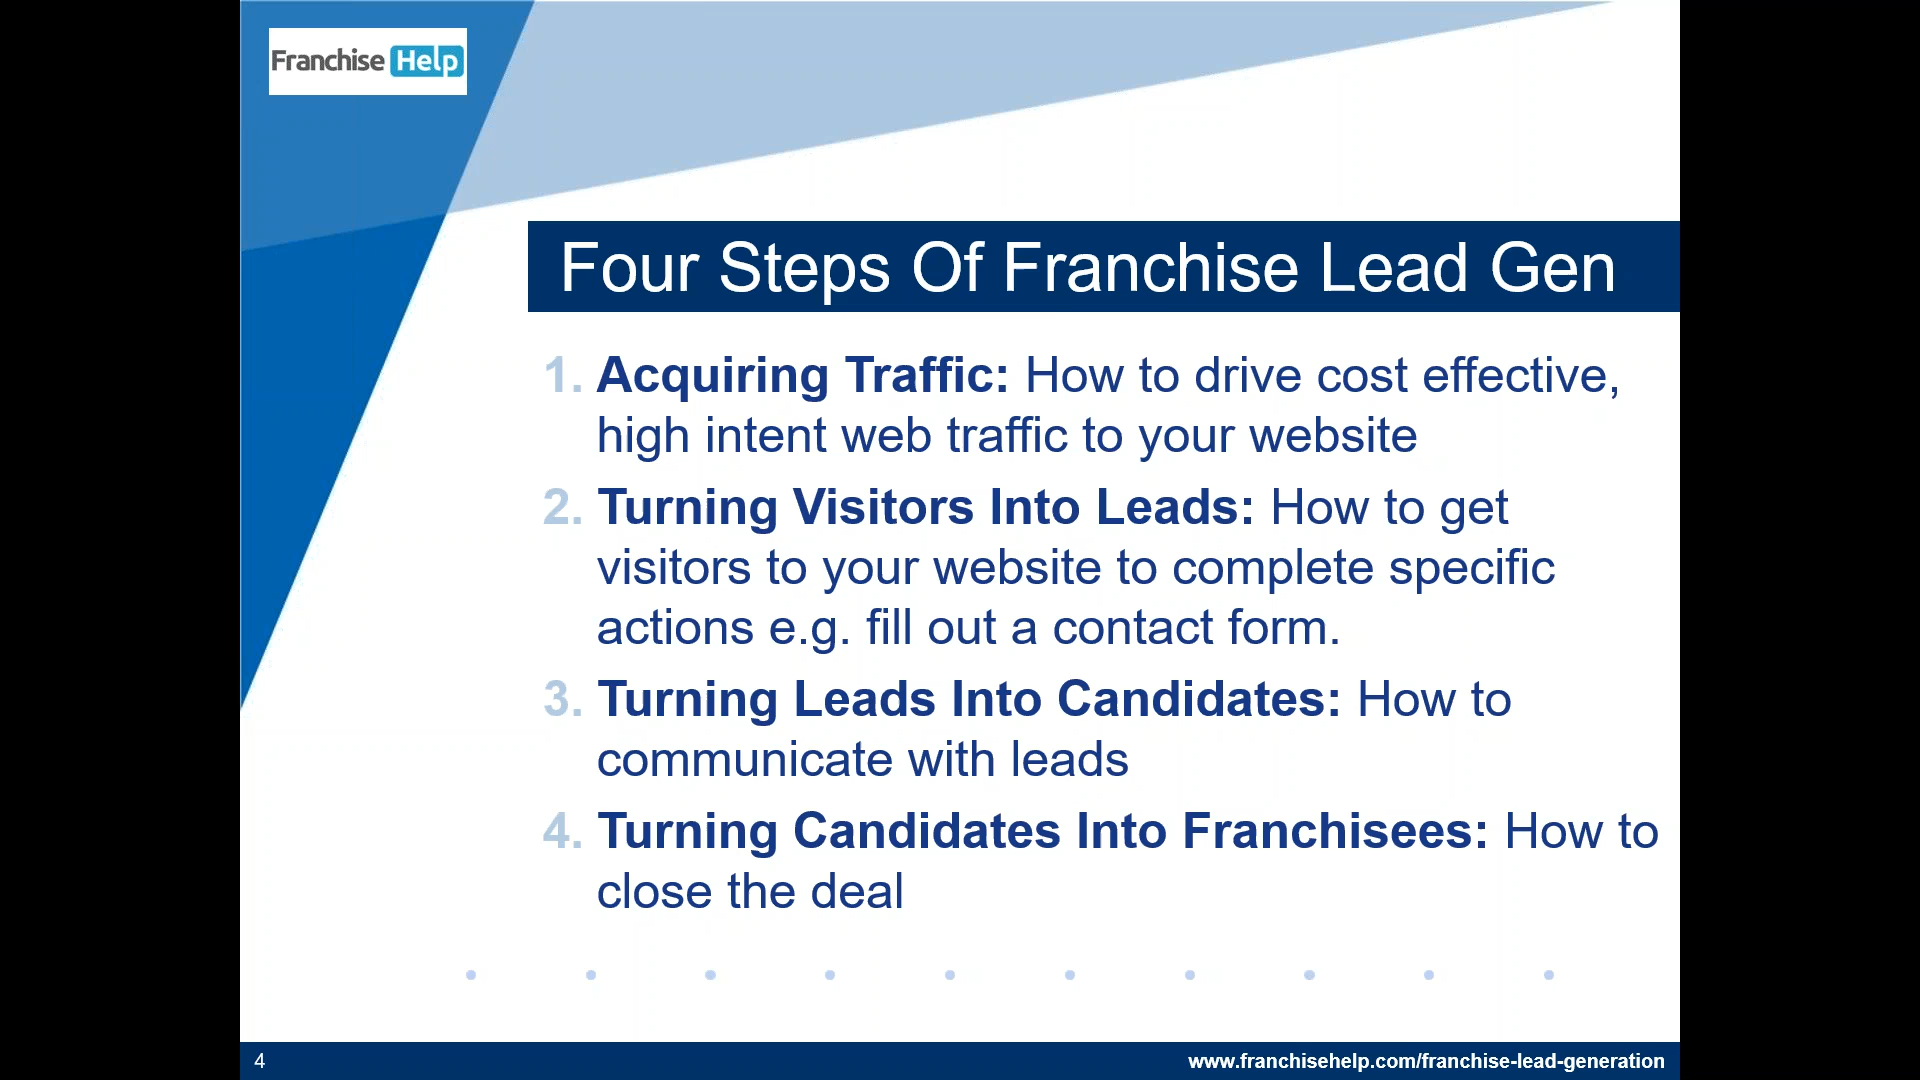 Franchise Help
Four Steps Of Franchise Lead Gen
1. Acquiring Traffic: How to drive cost effective,
high intent web traffic to your website
2. Turning Visitors Into Leads: How to get
visitors to your website to complete specific
actions e.g. fill out a contact form.
3. Turning Leads Into Candidates: How to
communicate with leads
4. Turning Candidates Into Franchisees: How to
close the deal
4
www.franchisehelp.com/franchise-lead-generation